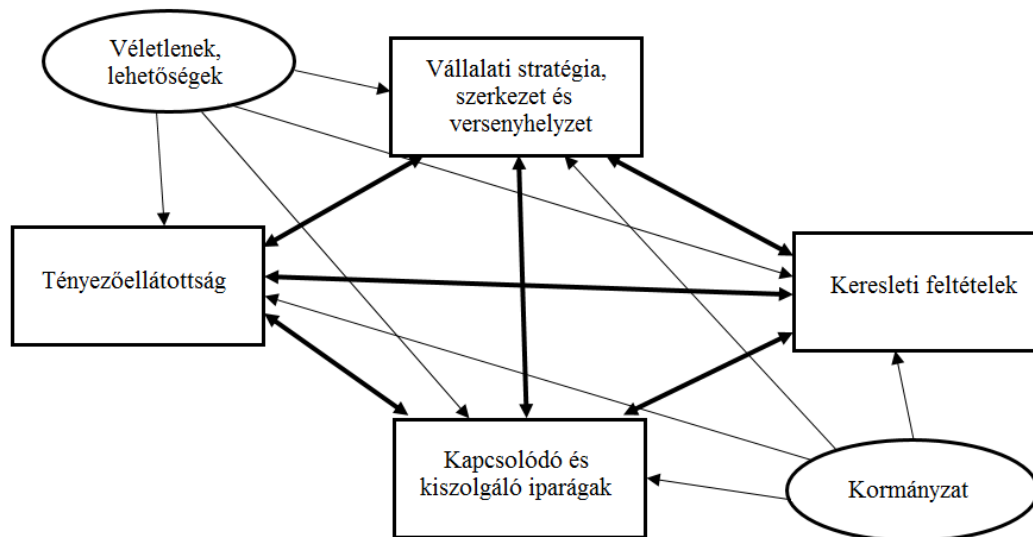 Véletlenek,
lehetőségek
Vállalati stratégia,
szerkezet és
versenyhelyzet
Tényezőellátottság
Keresleti feltételek
Kapcsolódó és
kiszolgáló iparágak
Kormányzat